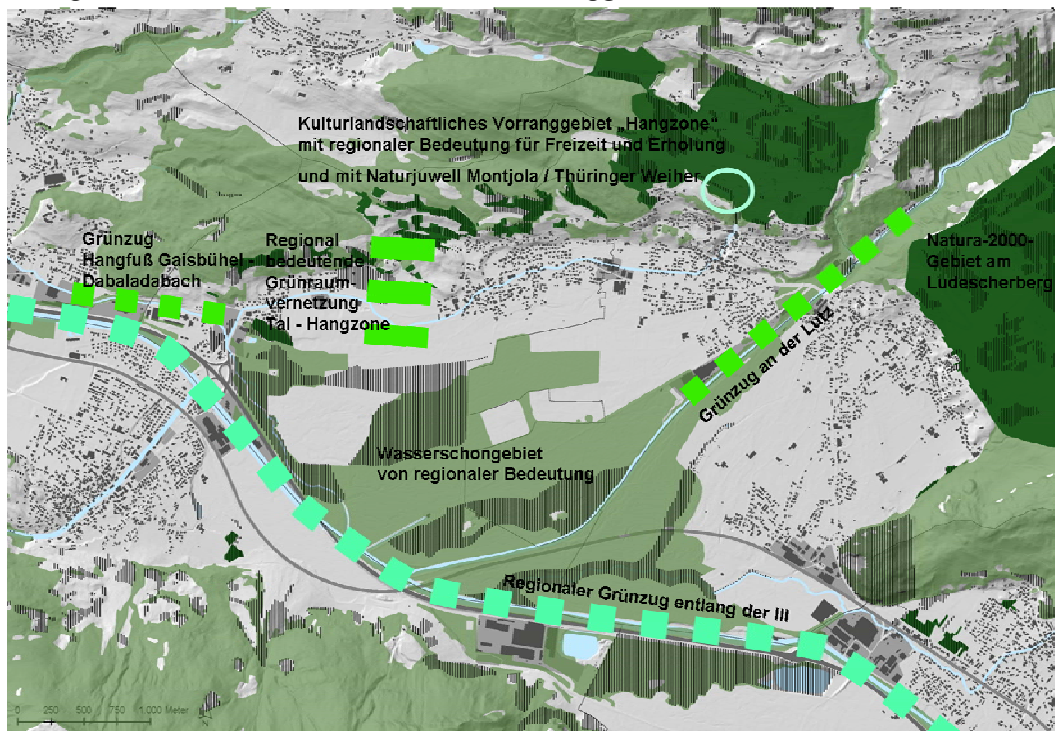 Kulturlandschaftliches Vorranggebiet „Hangzone“
mit regionaler Bedeutung für Freizeit und Erholung
und mit Naturjuwell Montjola / Thüringer Weiher
Grünzug
Hangfuß Gaisbühel -
Dabaladabach
Regional
bedeutende
Grünraum-
vernetzung
Tal - Hangzone
Natura-2000-
Gebiet am
Ludescherberg
Grünzug an der Lutz
Wasserschongebiet
von regionaler Bedeutung
Regionaler Grünzug entlang der Ill
0 250 500 750 1.000 Meter